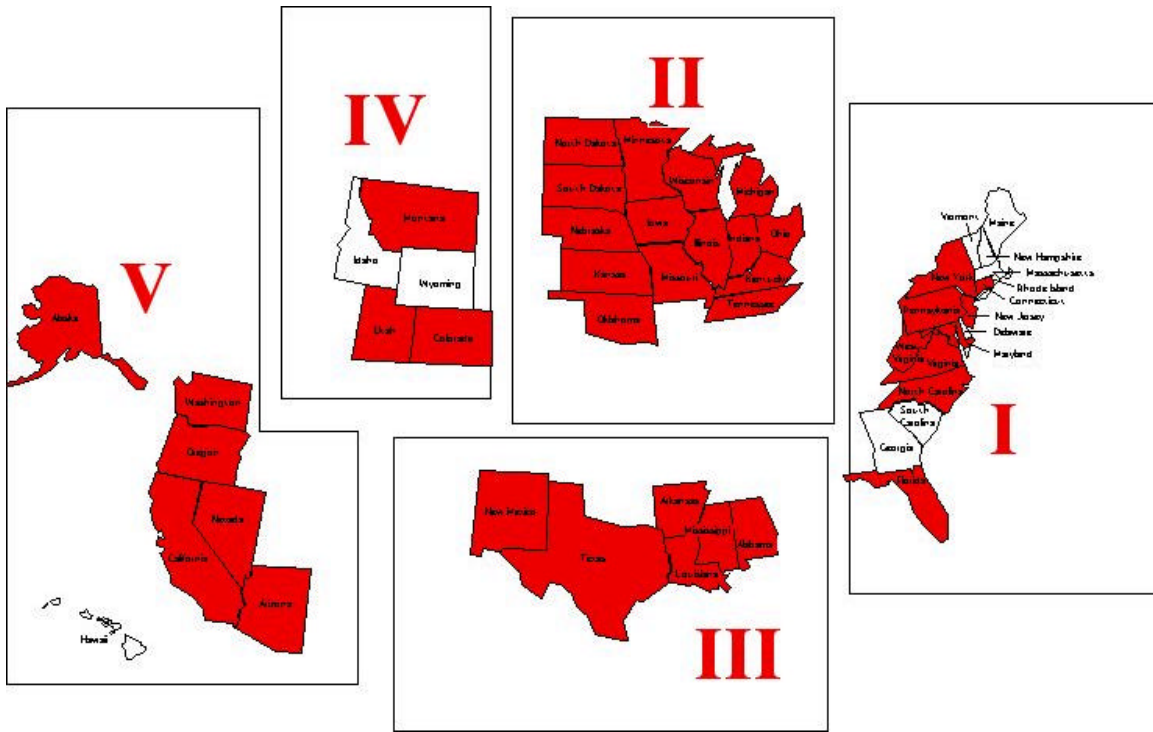 IV
Montana
Idaho
Wyoming
Utah
Colorado
II
North Dakota
Minnesota
South Dakota
Wisconsin
Michigan
Nebraska
Iowa
Illinois
Indiana
Ohio
Kansas
Missouri
Kentucky
Oklahoma
Tennessee
V
Alaska
Washington
Oregon
Nevada
California
Arizona
Hawaii
Vermont
Maine
New Hampshire
Massachusetts
New York
Rhode Island
Connecticut
Pennsylvania
New Jersey
Delaware
West
Virginia
Maryland
Virginia
North Carolina
South
Carolina
Georgia
Florida
I
New Mexico
Arkansas
Mississippi
Alabama
Texas
Louisiana
III